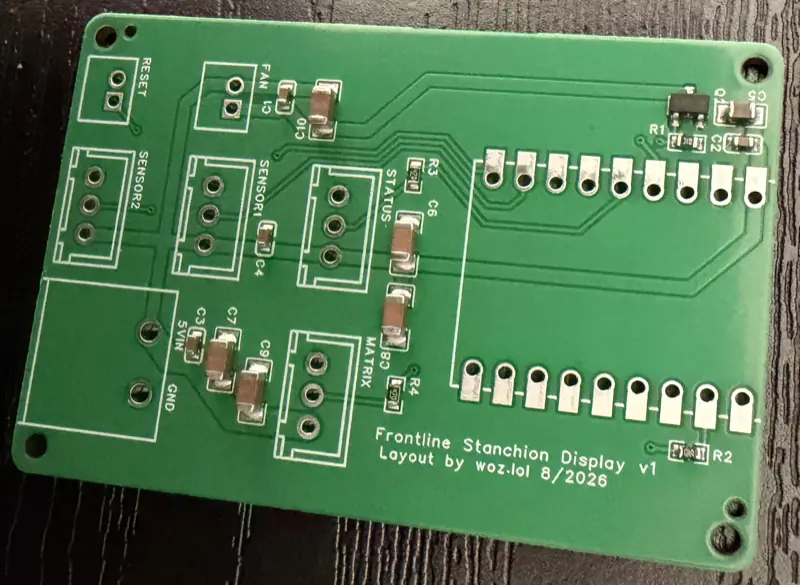 RESET
FAN
C1
C10
Q1
C5
R1
C2
SENSOR2
SENSOR1
C4
STATUS
R3
C6
5VIN
C3
C7
C9
C8
MATRIX
R4
GND
Frontline Stanchion Display v1
Layout by woz.lol 8/2026
R2